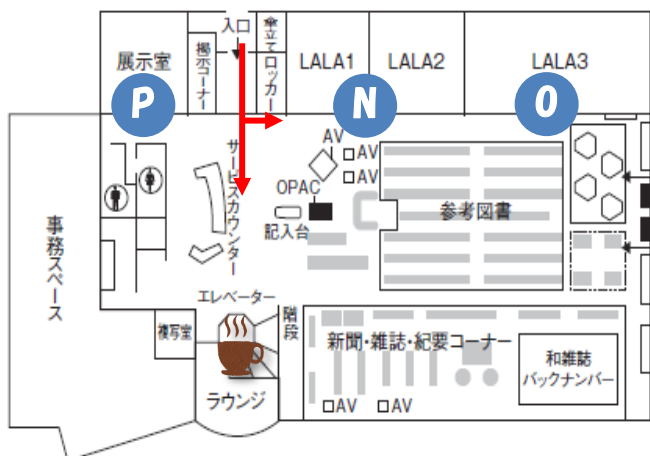 入口
展示室
掲示コーナー
傘立て
ロッカー
LALA1
LALA2
LALA3
P
N
O
サービスカウンター
AV
AV
AV
OPAC
記入台
参考図書
事務スペース
エレベーター
階段
複写室
ラウンジ
新聞・雑誌・紀要コーナー
和雑誌
バックナンバー
AV
AV